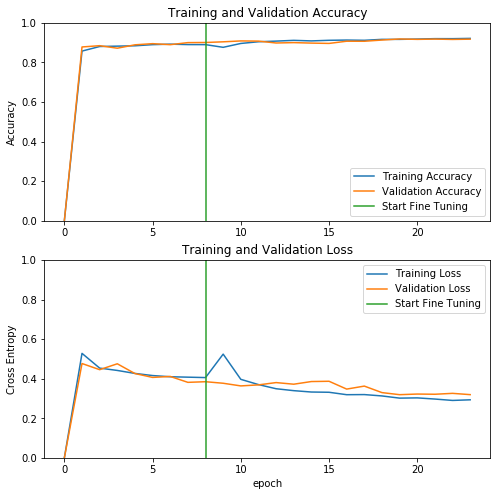 Training and Validation Accuracy
1.0
0.8
0.6
0.4
0.2
0.0
Accuracy
Training Accuracy
Validation Accuracy
Start Fine Tuning
0 5 10 15 20
Training and Validation Loss
1.0
0.8
0.6
0.4
0.2
0.0
Cross Entropy
Training Loss
Validation Loss
Start Fine Tuning
0 5 10 15 20
epoch